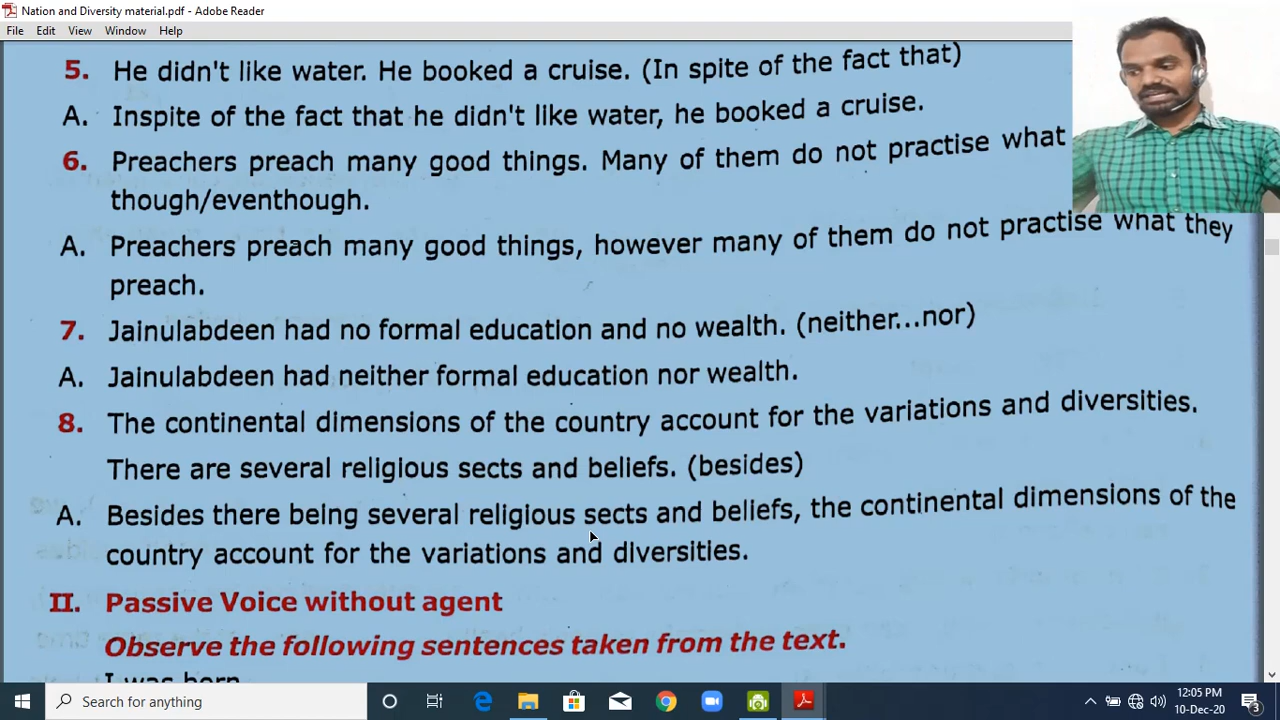 Nation and Diversity material.pdf - Adobe Reader
File Edit View Window Help
5. He didn't like water. He booked a cruise. (In spite of the fact that)
A. Inspite of the fact that he didn't like water, he booked a cruise.
6. Preachers preach many good things. Many of them do not practise what
though/eventhough.
A. Preachers preach many good things, however many of them do not practise what they
preach.
7. Jainulabdeen had no formal education and no wealth. (neither...nor)
A. Jainulabdeen had neither formal education nor wealth.
8. The continental dimensions of the country account for the variations and diversities.
There are several religious sects and beliefs. (besides)
A. Besides there being several religious sects and beliefs, the continental dimensions of the
country account for the variations and diversities.
II. Passive Voice without agent
Observe the following sentences taken from the text.
I was born
Search for anything
12:05 PM
10-Dec-20
3